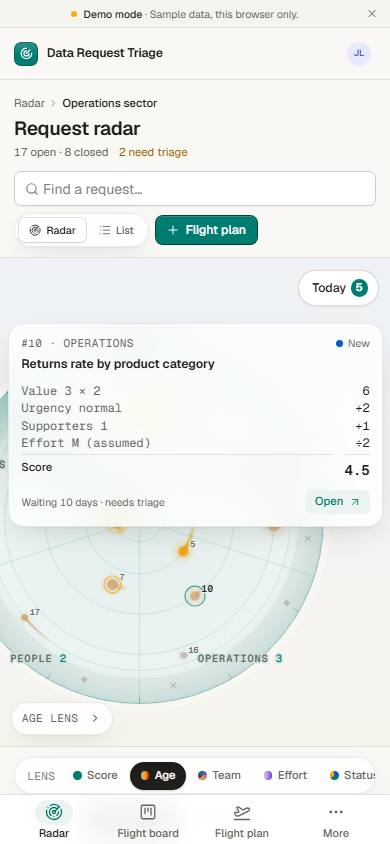 Demo mode · Sample data, this browser only.
Data Request Triage
JL
Radar > Operations sector
Request radar
17 open · 8 closed 2 need triage
Find a request...
Radar
List
+ Flight plan
Today 5
#10 · OPERATIONS
New
Returns rate by product category
Value 3 × 2 6
Urgency normal +2
Supporters 1 +1
Effort M (assumed) ÷2
Score 4.5
Waiting 10 days · needs triage
Open
S
5
7
10
17
16
PEOPLE 2
OPERATIONS 3
AGE LENS
LENS
Score
Age
Team
Effort
Status
Radar
Flight board
Flight plan
More